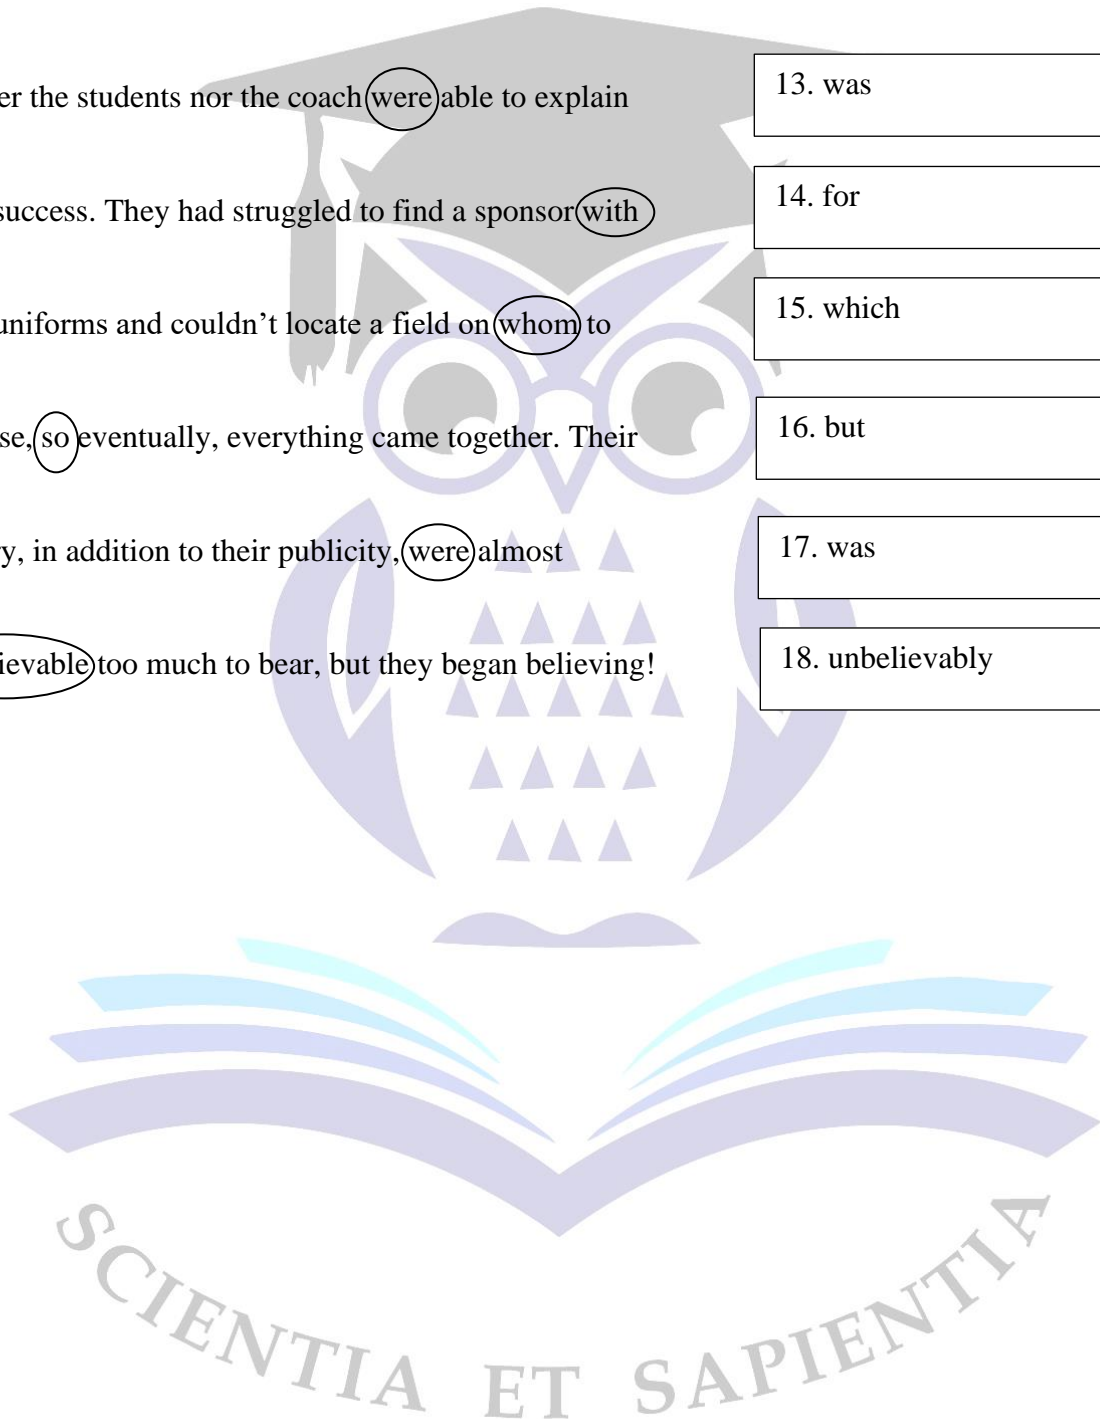 er the students nor the coach were able to explain
13. was
success. They had struggled to find a sponsor with
14. for
uniforms and couldn’t locate a field on whom to
15. which
se, so eventually, everything came together. Their
16. but
ry, in addition to their publicity, were almost
17. was
ievable too much to bear, but they began believing!
18. unbelievably
SCIENTIA ET SAPIENTIA